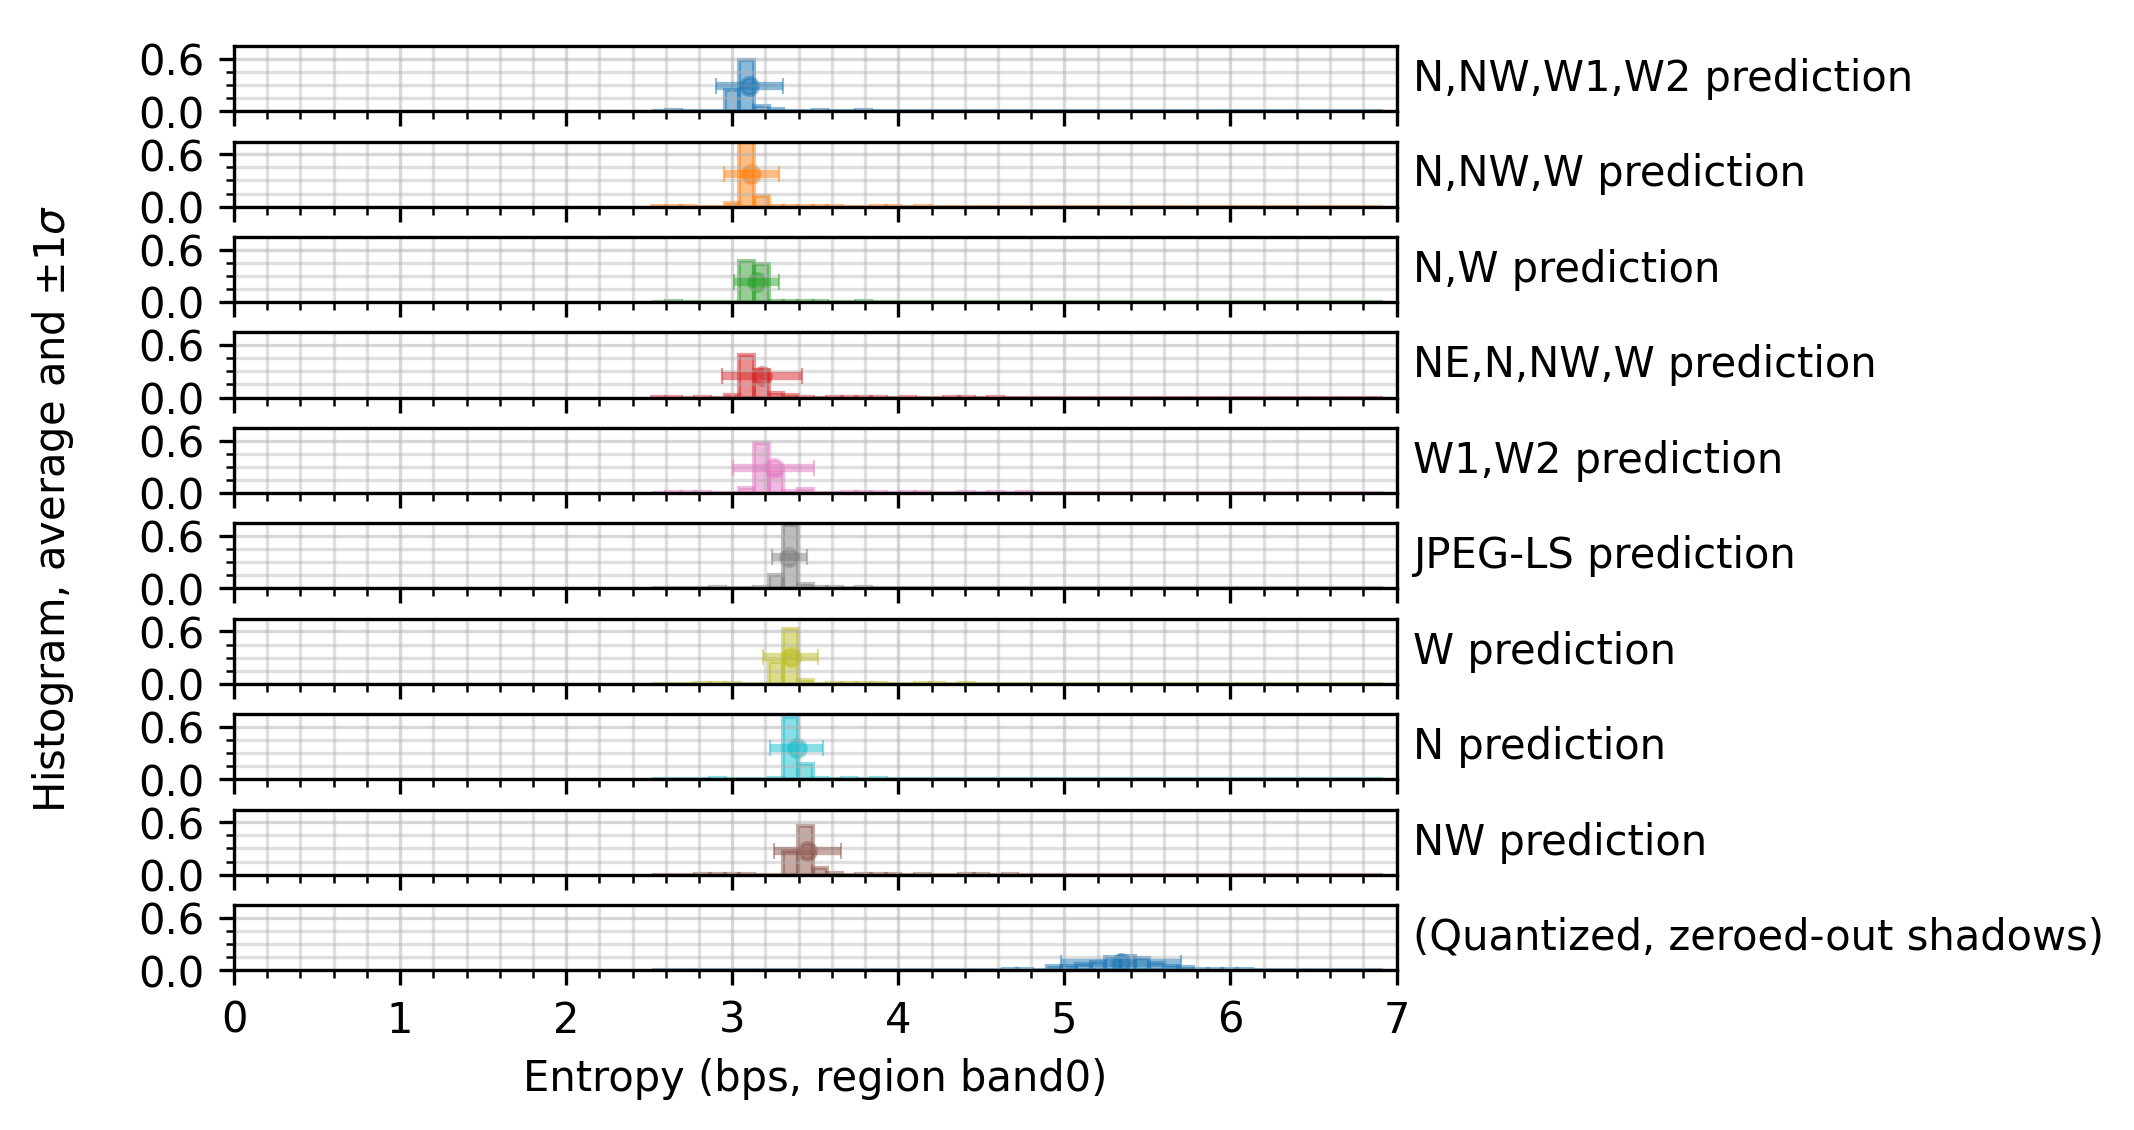 Histogram, average and ±1σ
0.6
0.0
N,NW,W1,W2 prediction
0.6
0.0
N,NW,W prediction
0.6
0.0
N,W prediction
0.6
0.0
NE,N,NW,W prediction
0.6
0.0
W1,W2 prediction
0.6
0.0
JPEG-LS prediction
0.6
0.0
W prediction
0.6
0.0
N prediction
0.6
0.0
NW prediction
0.6
0.0
(Quantized, zeroed-out shadows)
0 1 2 3 4 5 6 7
Entropy (bps, region band0)